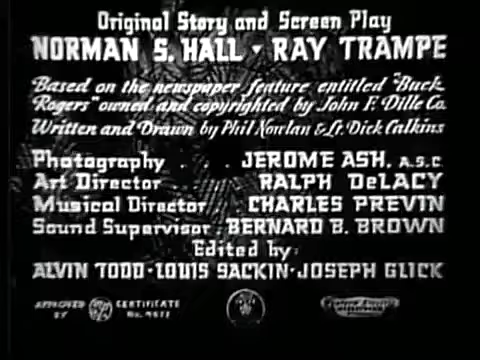 Original Story and Screen Play
NORMAN S. HALL · RAY TRAMPE
Based on the newspaper feature entitled "Buck
Rogers" owned and copyrighted by John F. Dille Co.
Written and Drawn by Phil Nowlan & Lt. Dick Calkins
Photography . . JEROME ASH, A.S.C.
Art Director RALPH DeLACY
Musical Director CHARLES PREVIN
Sound Supervisor . BERNARD B. BROWN
Edited by:
ALVIN TODD · LOUIS SACKIN · JOSEPH GLICK
APPROVED CERTIFICATE
BY No.